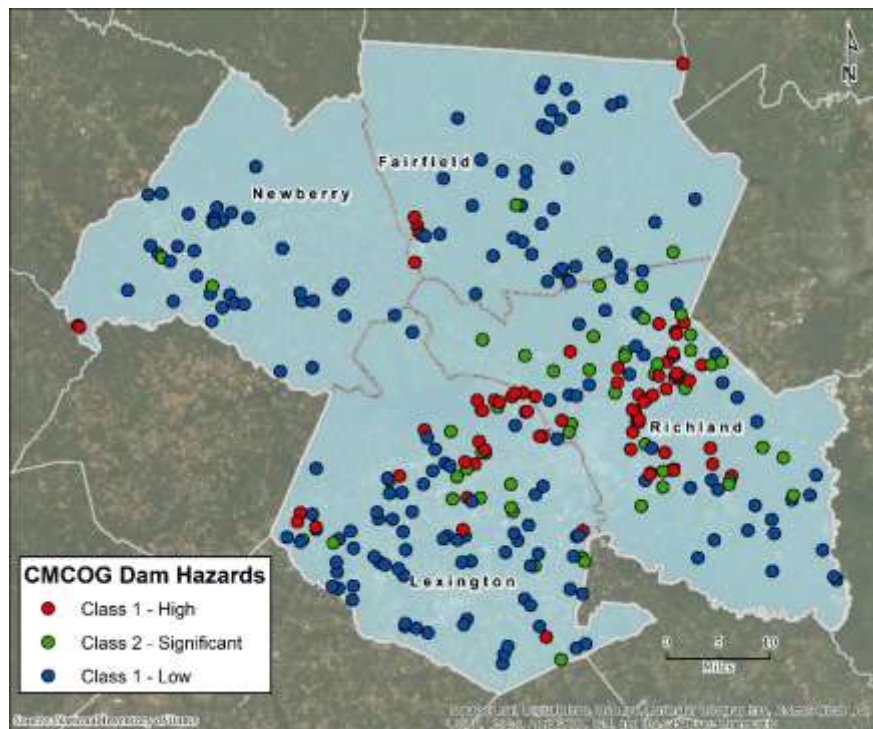 N
Fairfield
Newberry
Richland
Lexington
CMCOG Dam Hazards
Class 1 - High
Class 2 - Significant
Class 1 - Low
0 5 10
Miles